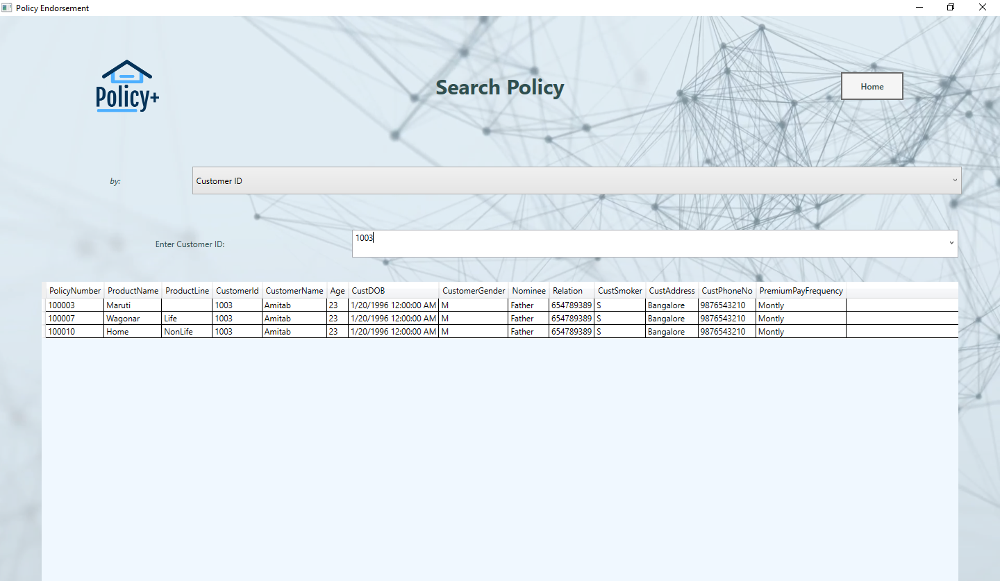 Policy Endorsement
Policy+
Search Policy
Home
by:
Customer ID
Enter Customer ID:
1003
PolicyNumber ProductName ProductLine CustomerId CustomerName Age CustDOB CustomerGender Nominee Relation CustSmoker CustAddress CustPhoneNo PremiumPayFrequency
100003 Maruti 1003 Amitab 23 1/20/1996 12:00:00 AM M Father 654789389 S Bangalore 9876543210 Montly
100007 Wagonar Life 1003 Amitab 23 1/20/1996 12:00:00 AM M Father 654789389 S Bangalore 9876543210 Montly
100010 Home NonLife 1003 Amitab 23 1/20/1996 12:00:00 AM M Father 654789389 S Bangalore 9876543210 Montly